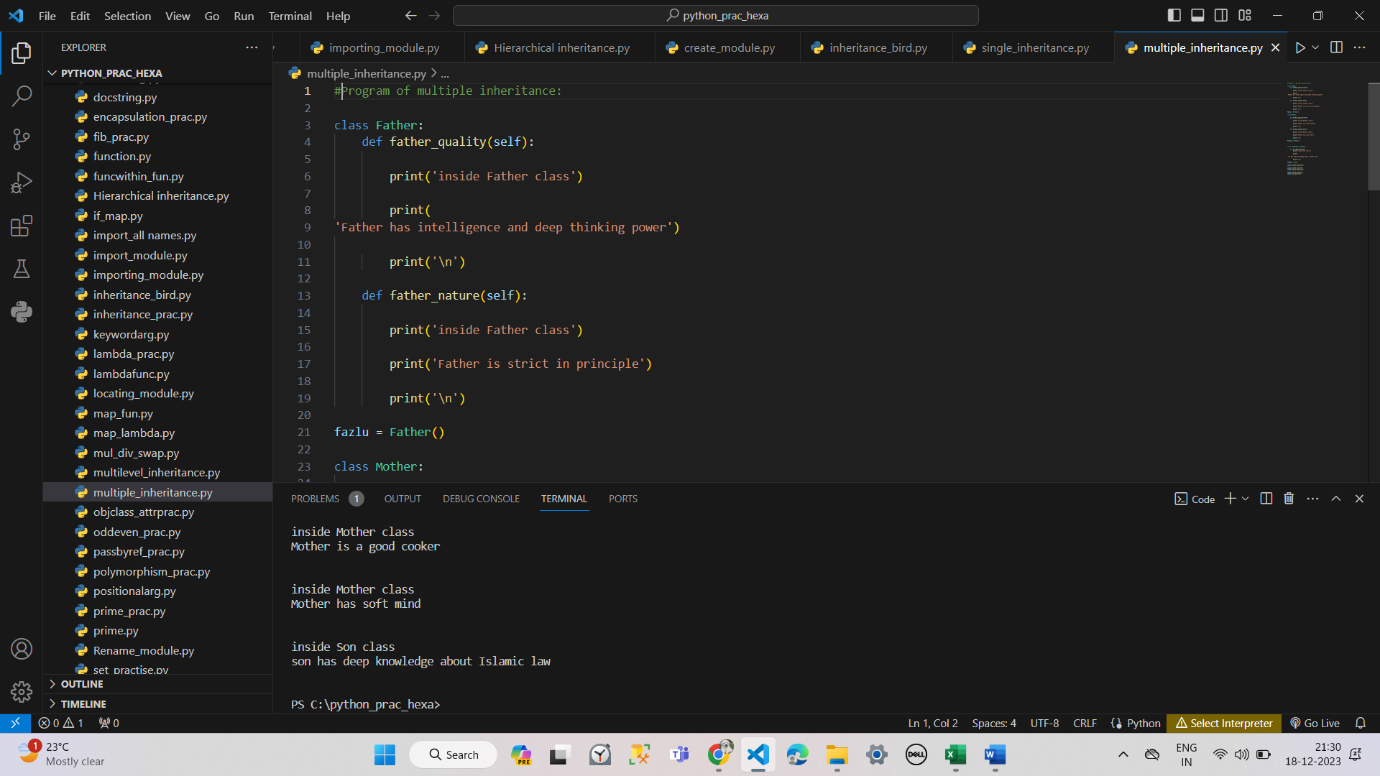 File Edit Selection View Go Run Terminal Help
python_prac_hexa
EXPLORER
importing_module.py
Hierarchical inheritance.py
create_module.py
inheritance_bird.py
single_inheritance.py
multiple_inheritance.py
PYTHON_PRAC_HEXA
docstring.py
encapsulation_prac.py
fib_prac.py
function.py
funcwithin_fun.py
Hierarchical inheritance.py
if_map.py
import_all names.py
import_module.py
importing_module.py
inheritance_bird.py
inheritance_prac.py
keywordarg.py
lambda_prac.py
lambdafunc.py
locating_module.py
map_fun.py
map_lambda.py
mul_div_swap.py
multilevel_inheritance.py
multiple_inheritance.py
objclass_attrprac.py
oddeven_prac.py
passbyref_prac.py
polymorphism_prac.py
positionalarg.py
prime_prac.py
prime.py
Rename_module.py
set_practise.py
OUTLINE
TIMELINE
multiple_inheritance.py > ...
1 #Program of multiple inheritance:
2
3 class Father:
4 def father_quality(self):
5
6 print('inside Father class')
7
8 print(
9 'Father has intelligence and deep thinking power')
10
11 print('\n')
12
13 def father_nature(self):
14
15 print('inside Father class')
16
17 print('Father is strict in principle')
18
19 print('\n')
20
21 fazlu = Father()
22
23 class Mother:
PROBLEMS 1 OUTPUT DEBUG CONSOLE TERMINAL PORTS
Code
inside Mother class
Mother is a good cooker
inside Mother class
Mother has soft mind
inside Son class
son has deep knowledge about Islamic law
PS C:\python_prac_hexa>
0 1 0
Ln 1, Col 2 Spaces: 4 UTF-8 CRLF Python Select Interpreter Go Live
1
23°C
Mostly clear
Search
PRE
DELL
ENG
IN
21:30
18-12-2023